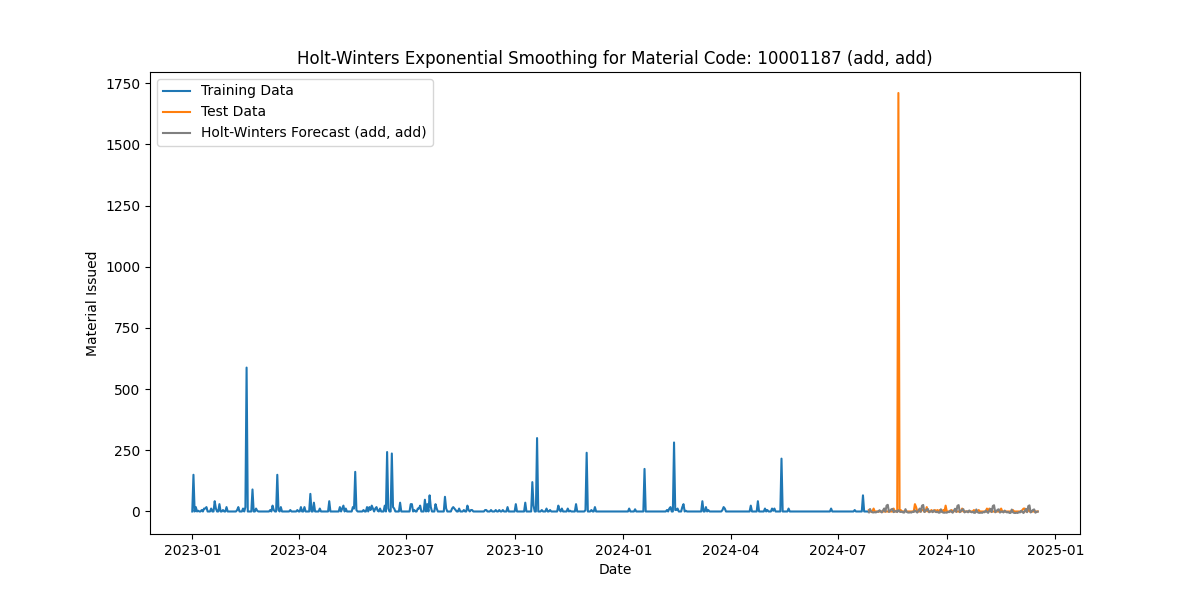 Holt-Winters Exponential Smoothing for Material Code: 10001187 (add, add)
Training Data
Test Data
Holt-Winters Forecast (add, add)
Material Issued
1750
1500
1250
1000
750
500
250
0
2023-01 2023-04 2023-07 2023-10 2024-01 2024-04 2024-07 2024-10 2025-01
Date